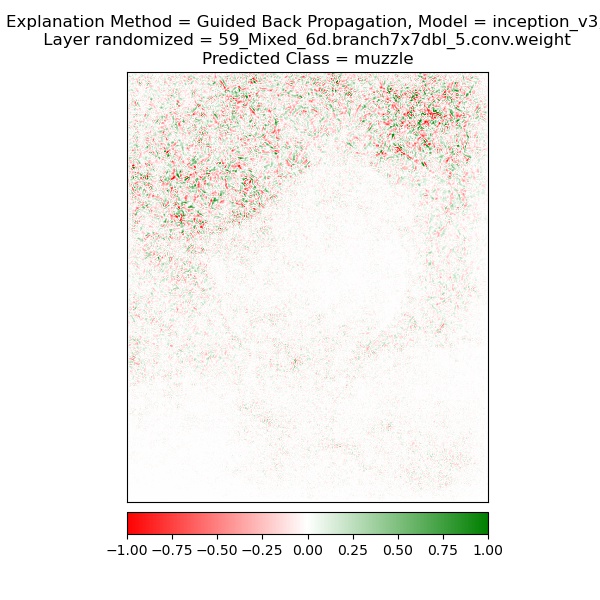 Explanation Method = Guided Back Propagation, Model = inception_v3
Layer randomized = 59_Mixed_6d.branch7x7dbl_5.conv.weight
Predicted Class = muzzle
−1.00 −0.75 −0.50 −0.25 0.00 0.25 0.50 0.75 1.00